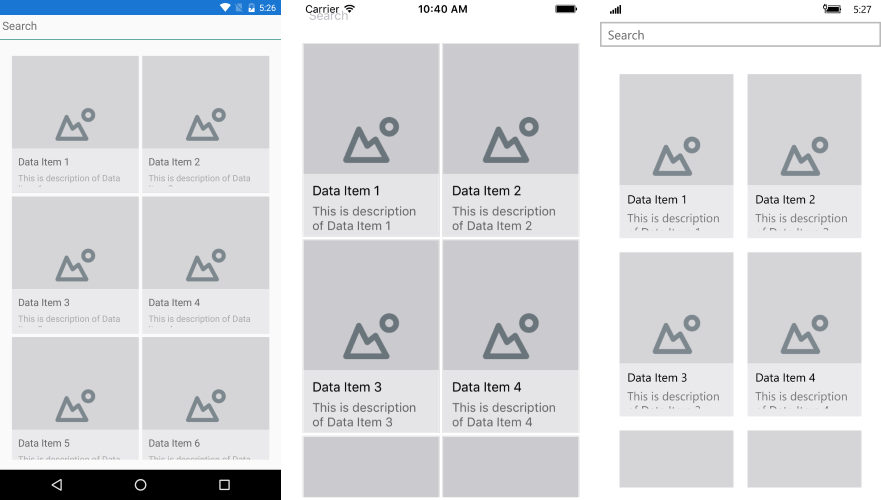 5:26
Search
Data Item 1
Data Item 2
This is description of Data
This is description of Data
Data Item 3
Data Item 4
This is description of Data
This is description of Data
Data Item 5
Data Item 6
This is description of Data
This is description of Data
Carrier 10:40 AM
Search
Data Item 1
Data Item 2
This is description
of Data Item 1
This is description
of Data Item 2
Data Item 3
Data Item 4
This is description
of Data Item 3
This is description
of Data Item 4
5:27
Search
Data Item 1
Data Item 2
This is description
of Data Item 1
This is description
of Data Item 2
Data Item 3
Data Item 4
This is description
of Data Item 3
This is description
of Data Item 4